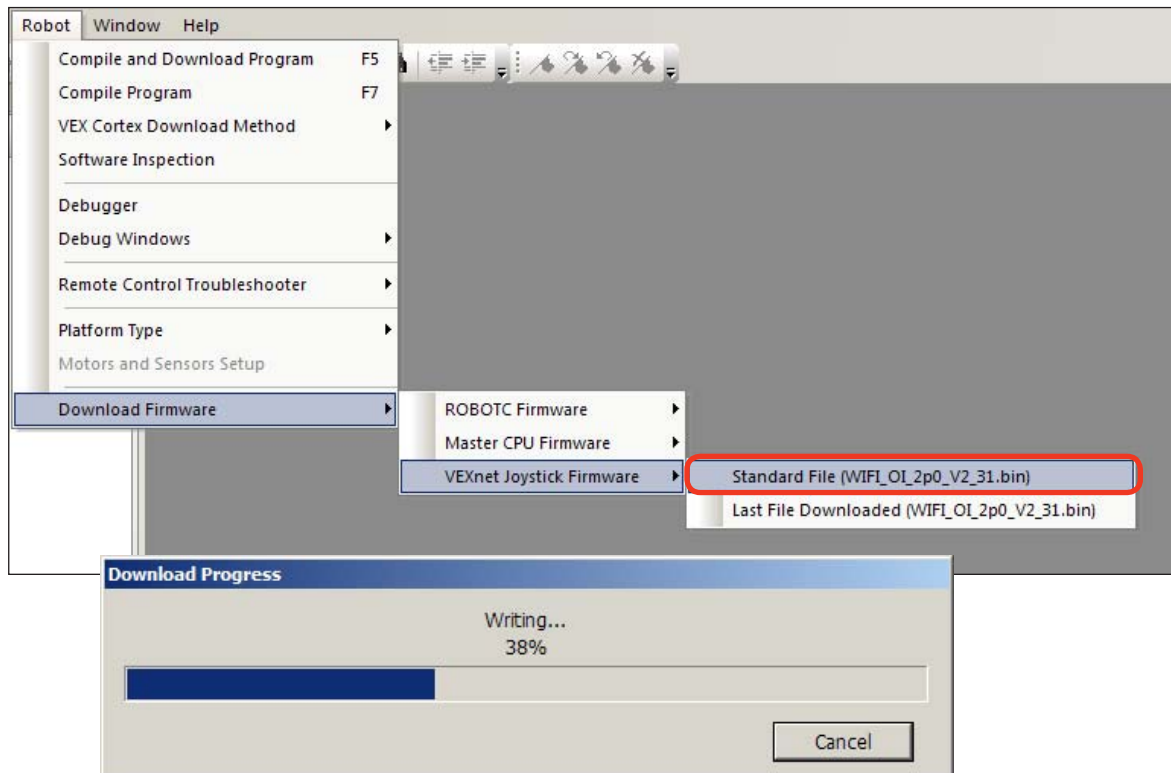 Robot Window Help
Compile and Download Program F5
Compile Program F7
VEX Cortex Download Method
Software Inspection
Debugger
Debug Windows
Remote Control Troubleshooter
Platform Type
Motors and Sensors Setup
Download Firmware
ROBOTC Firmware
Master CPU Firmware
VEXnet Joystick Firmware
Standard File (WIFI_OI_2p0_V2_31.bin)
Last File Downloaded (WIFI_OI_2p0_V2_31.bin)
Download Progress
Writing...
38%
Cancel